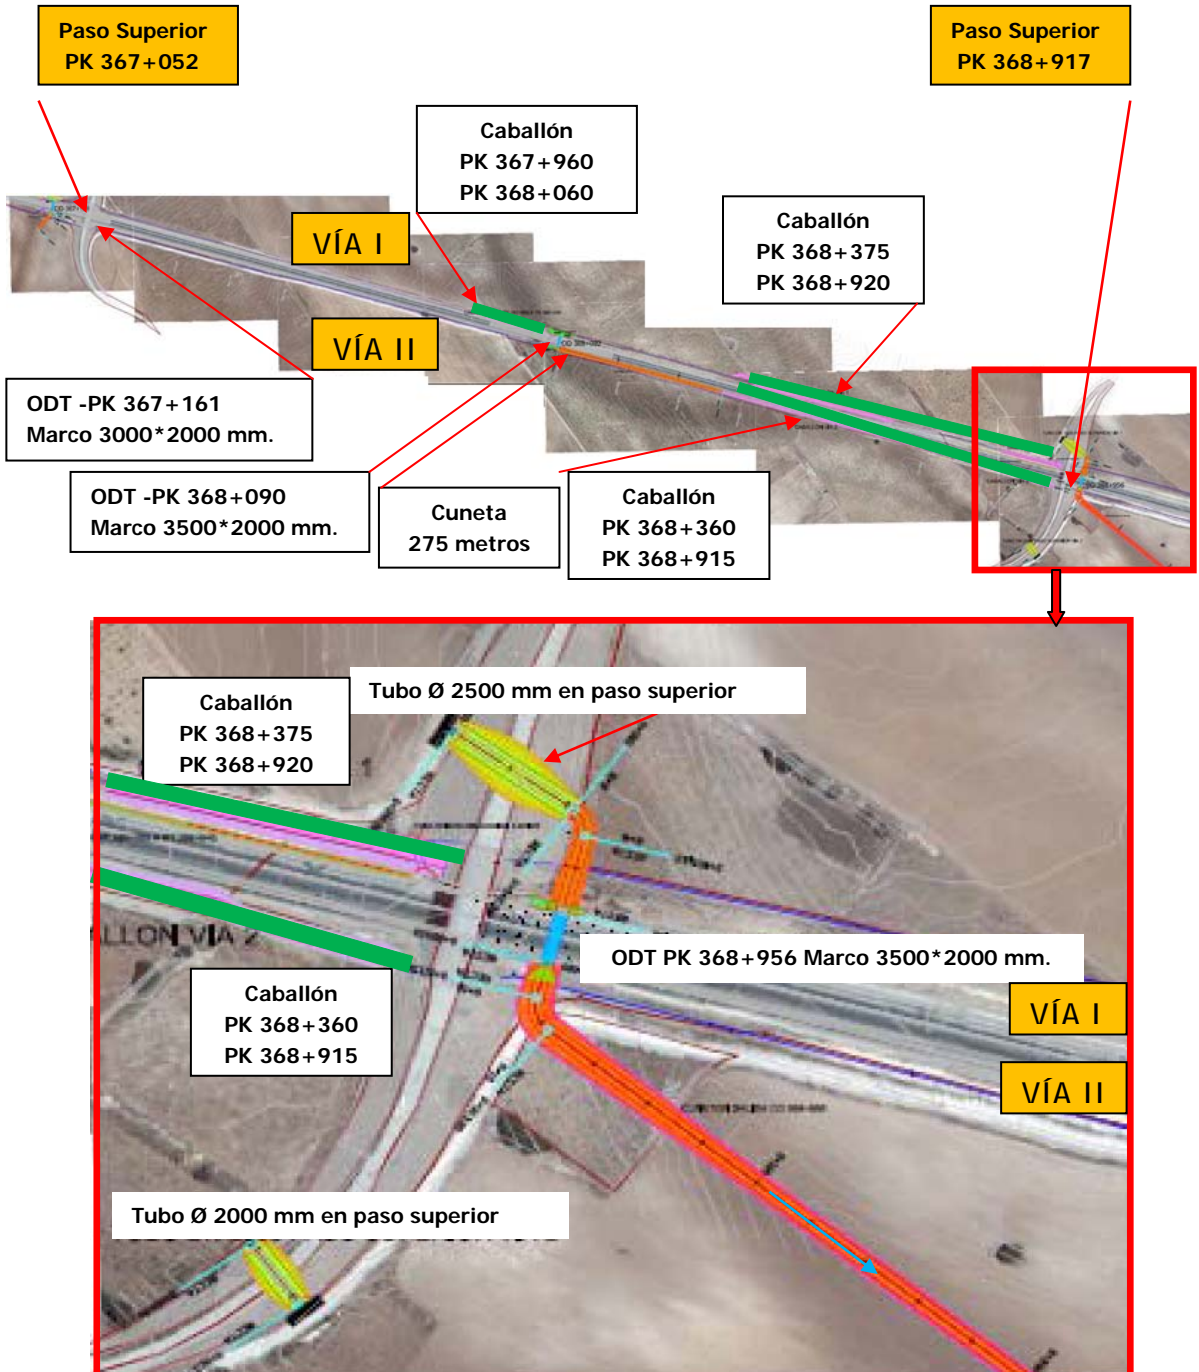 Paso Superior
PK 367+052
Paso Superior
PK 368+917
Caballón
PK 367+960
PK 368+060
Caballón
PK 368+375
PK 368+920
VÍA I
VÍA II
ODT -PK 367+161
Marco 3000*2000 mm.
ODT -PK 368+090
Marco 3500*2000 mm.
Cuneta
275 metros
Caballón
PK 368+360
PK 368+915
Tubo Ø 2500 mm en paso superior
Caballón
PK 368+375
PK 368+920
ALLON VIA 2
ODT PK 368+956 Marco 3500*2000 mm.
Caballón
PK 368+360
PK 368+915
VÍA I
VÍA II
Tubo Ø 2000 mm en paso superior